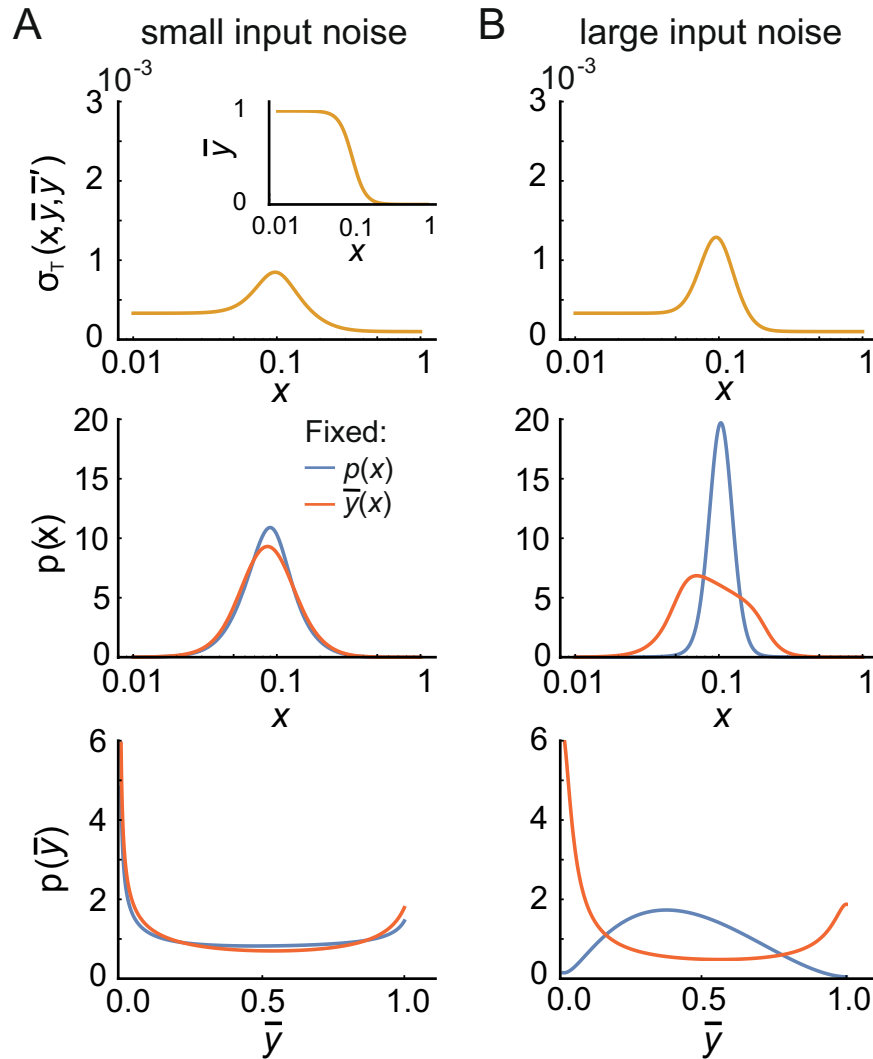 A small input noise
B large input noise
10⁻³
3
2
1
0
σ_T(x,ȳ,ȳ′)
0.01 0.1 1
x
1
0
ȳ
0.01 0.1 1
x
0.01 0.1 1
x
20
15
10
5
0
p(x)
Fixed:
p(x)
ȳ(x)
0.01 0.1 1
x
0.01 0.1 1
x
6
4
2
0
p(ȳ)
0.0 0.5 1.0
ȳ
10⁻³
3
2
1
0
20
15
10
5
0
6
4
2
0
0.0 0.5 1.0
ȳ